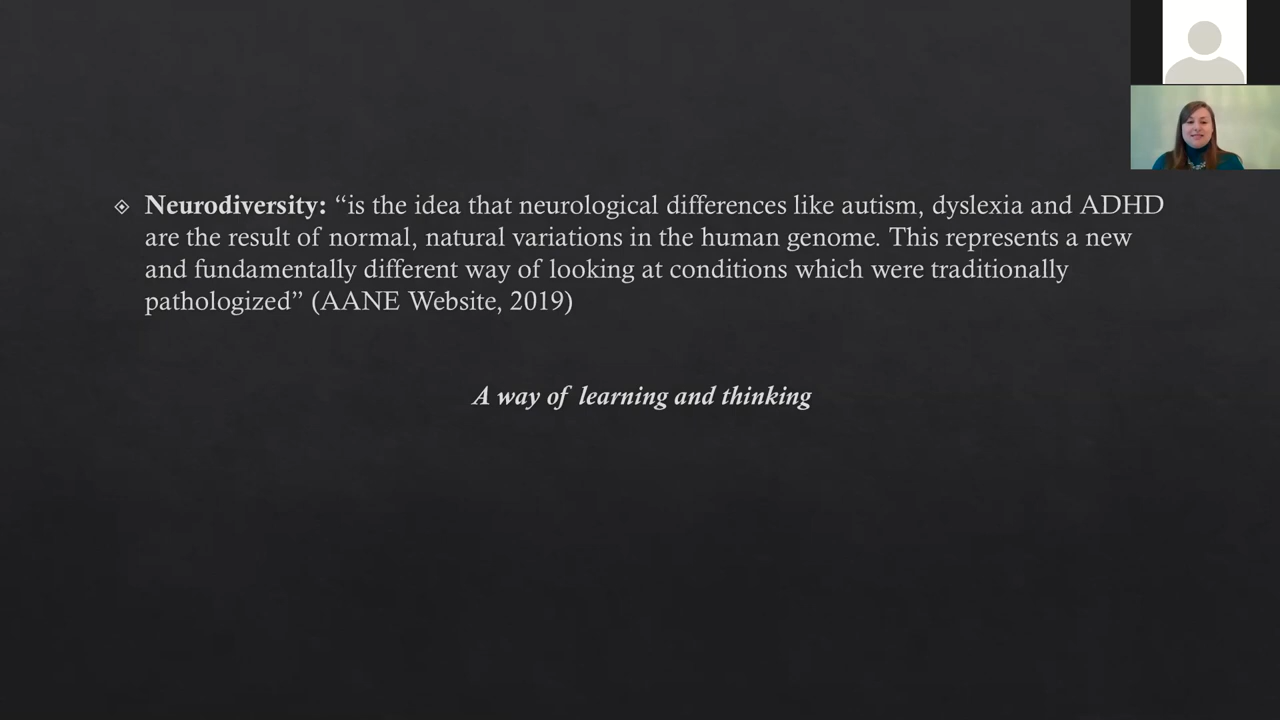 Neurodiversity: “is the idea that neurological differences like autism, dyslexia and ADHD
are the result of normal, natural variations in the human genome. This represents a new
and fundamentally different way of looking at conditions which were traditionally
pathologized” (AANE Website, 2019)
A way of learning and thinking